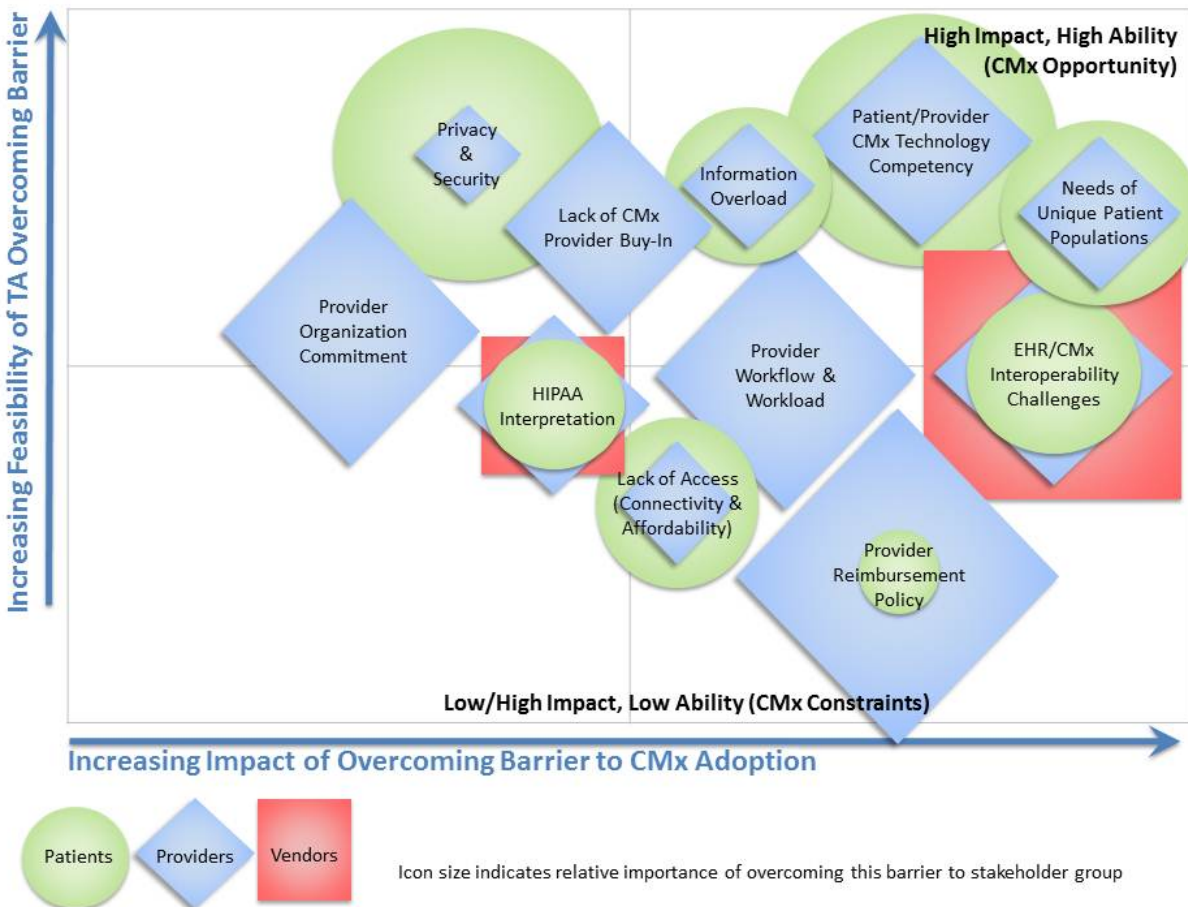 Increasing Feasibility of TA Overcoming Barrier
High Impact, High Ability
(CMx Opportunity)
Privacy
&
Security
Lack of CMx
Provider Buy-In
Information
Overload
Patient/Provider
CMx Technology
Competency
Needs of
Unique Patient
Populations
Provider
Organization
Commitment
HIPAA
Interpretation
Provider
Workflow &
Workload
EHR/CMx
Interoperability
Challenges
Lack of Access
(Connectivity &
Affordability)
Provider
Reimbursement
Policy
Low/High Impact, Low Ability (CMx Constraints)
Increasing Impact of Overcoming Barrier to CMx Adoption
Patients
Providers
Vendors
Icon size indicates relative importance of overcoming this barrier to stakeholder group